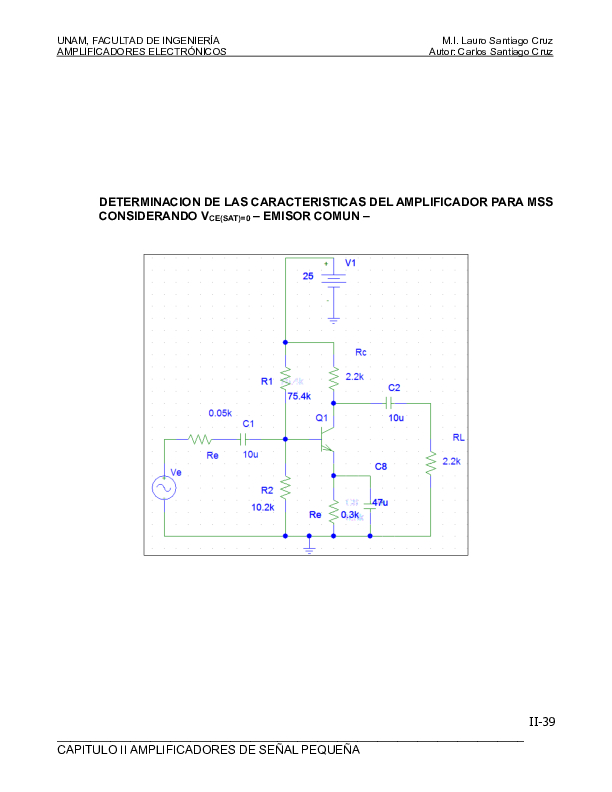 UNAM, FACULTAD DE INGENIERÍA M.I. Lauro Santiago Cruz
AMPLIFICADORES ELECTRÓNICOS Autor: Carlos Santiago Cruz
DETERMINACION DE LAS CARACTERISTICAS DEL AMPLIFICADOR PARA MSS
CONSIDERANDO VCE(SAT)=0 – EMISOR COMUN –
+ V1
25
-
Rc
R1 2.2k
75.4k
C2
0.05k
C1 Q1 10u
RL
Re 10u
C8 2.2k
Ve
R2
10.2k 47u
Re 0.3k
II-39
CAPITULO II AMPLIFICADORES DE SEÑAL PEQUEÑA